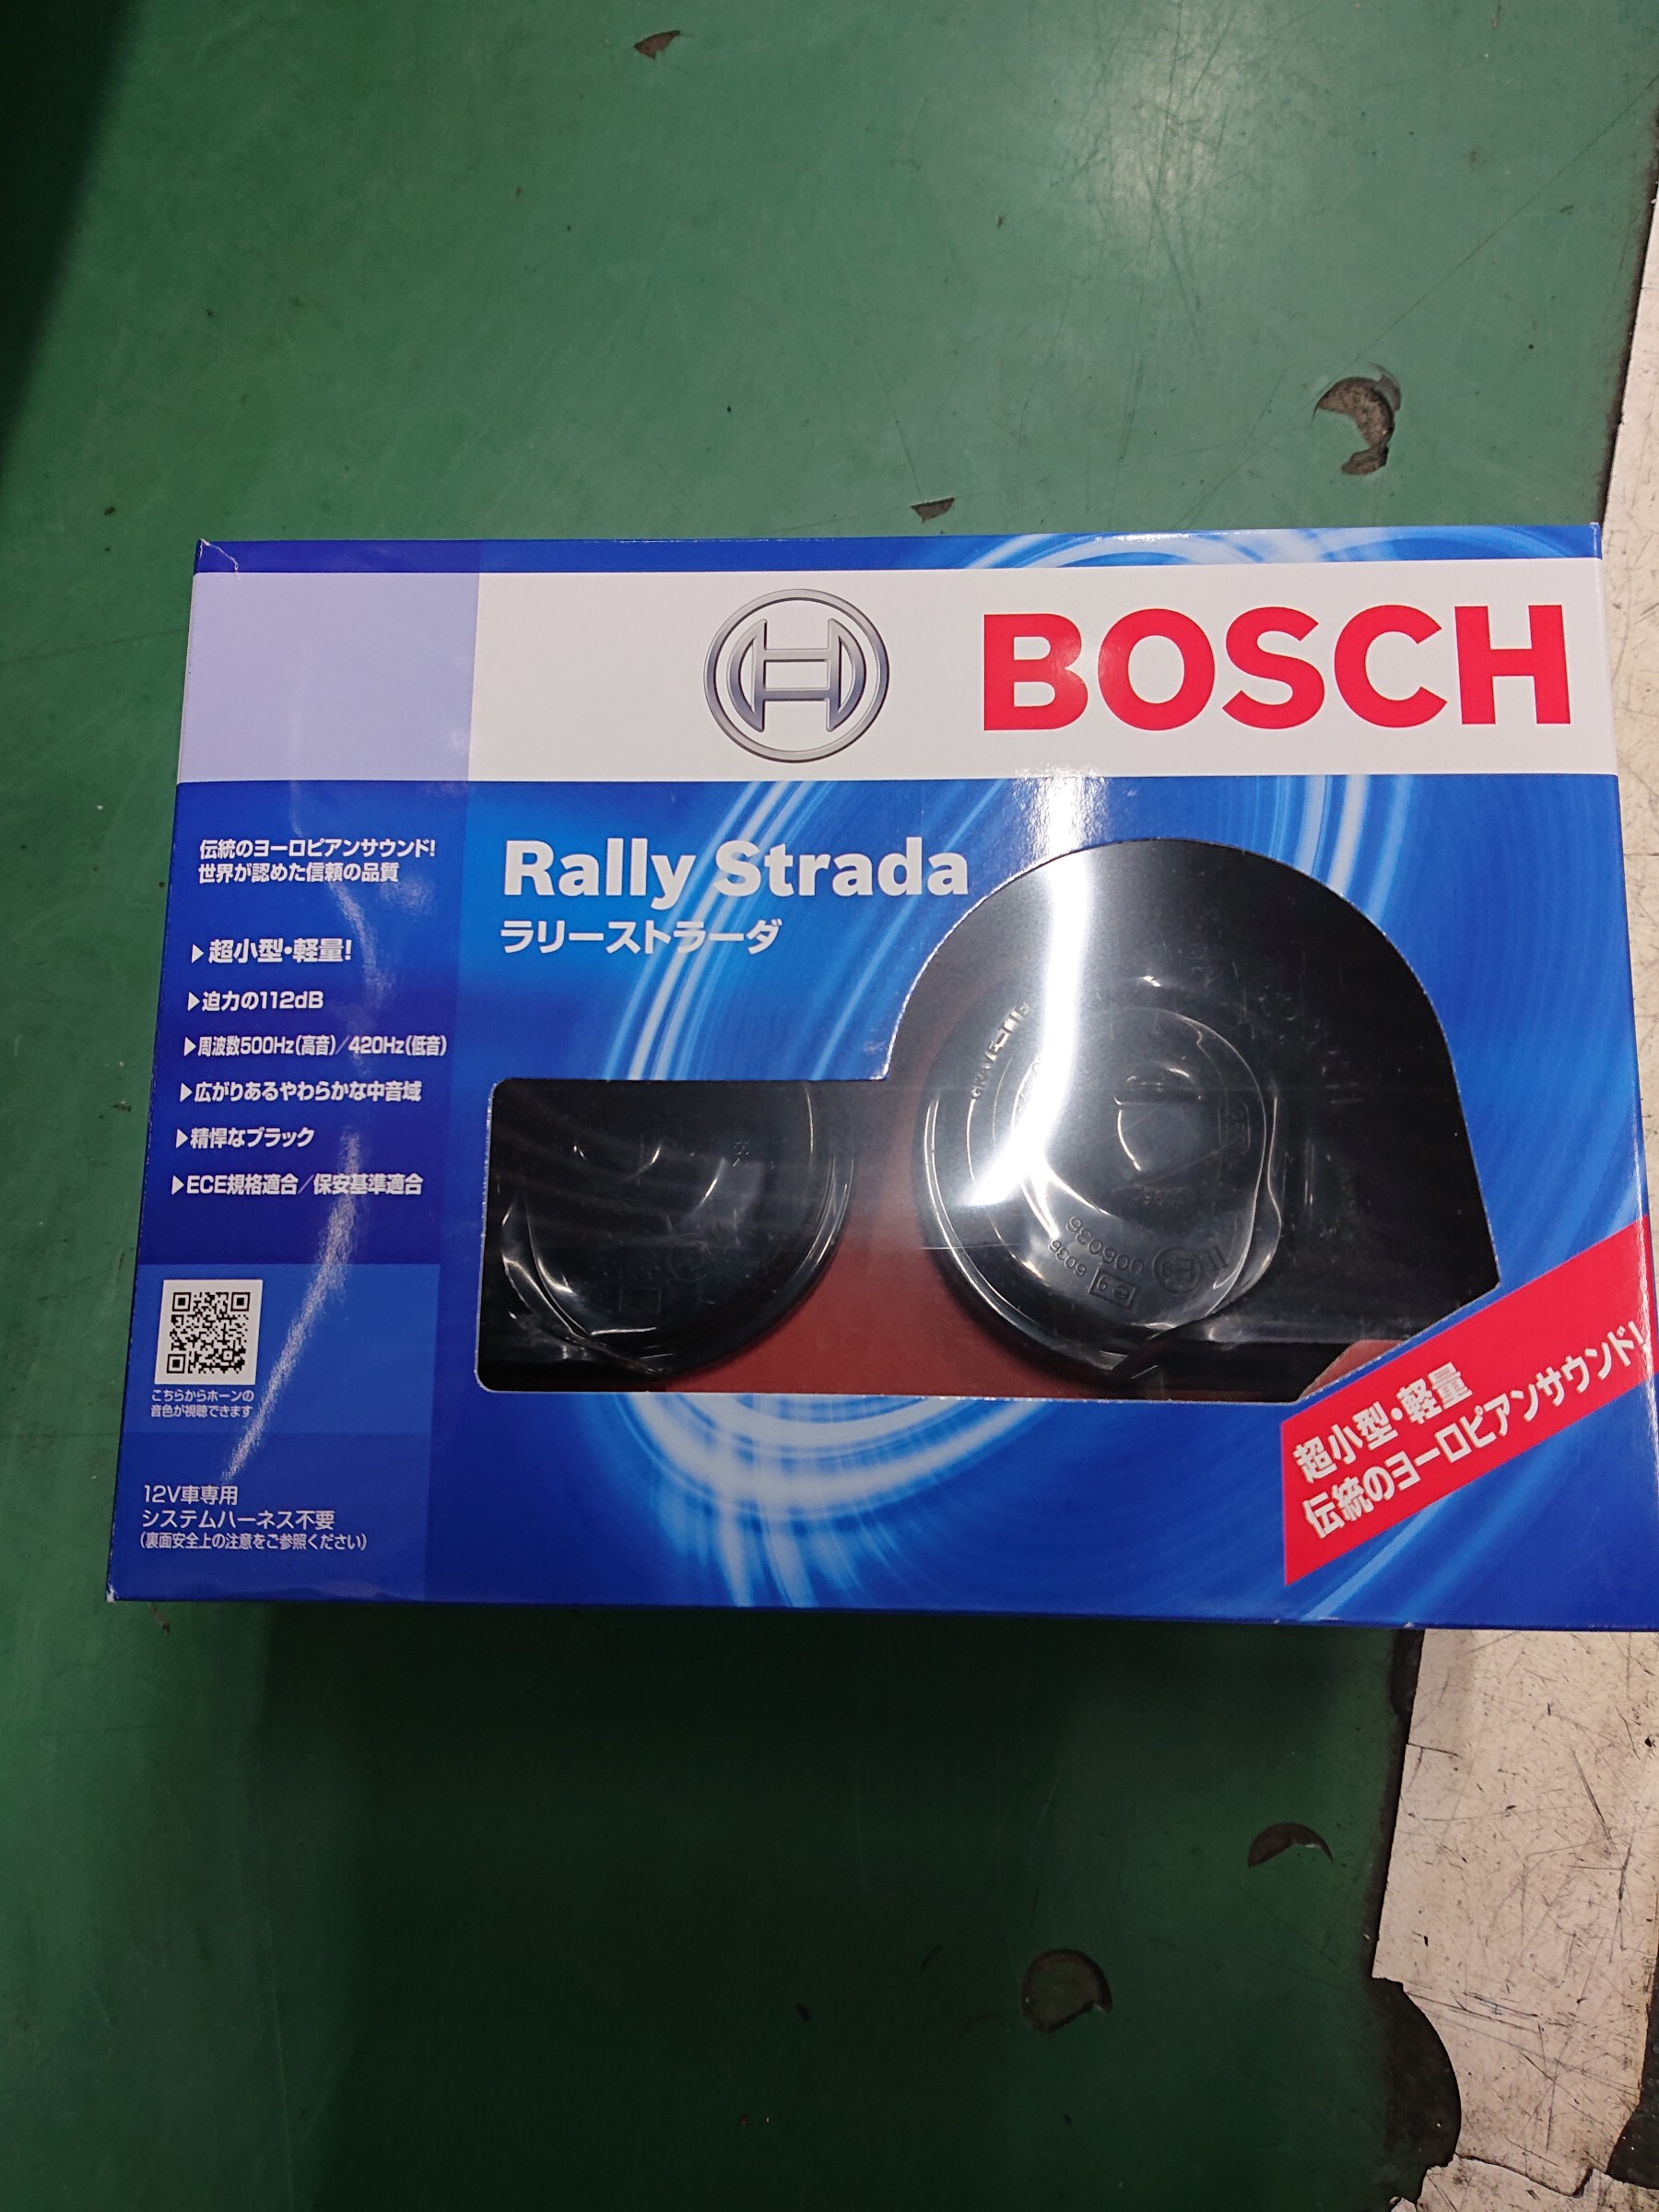 BOSCH
伝統のヨーロピアンサウンド!
世界が認めた信頼の品質
▶超小型・軽量!
▶迫力の112dB
▶周波数500Hz(高音)/420Hz(低音)
▶広がりあるやわらかな中音域
▶精悍なブラック
▶ECE規格適合/保安基準適合
こちらからホーンの
音色が視聴できます
12V車専用
システムハーネス不要
(裏面安全上の注意をご参照ください)
Rally Strada
ラリーストラーダ
006036
e9 6036
超小型・軽量
伝統のヨーロピアンサウンド!